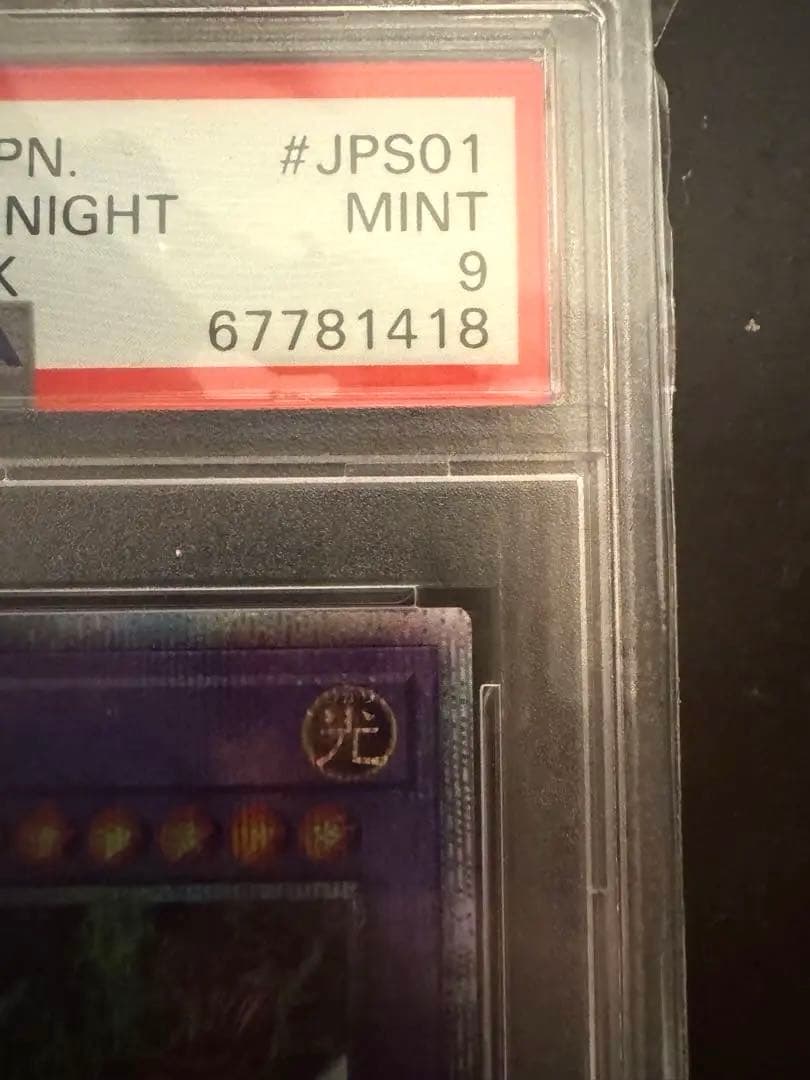 PN. #JPS01
NIGHT MINT
K 9
67781418
光